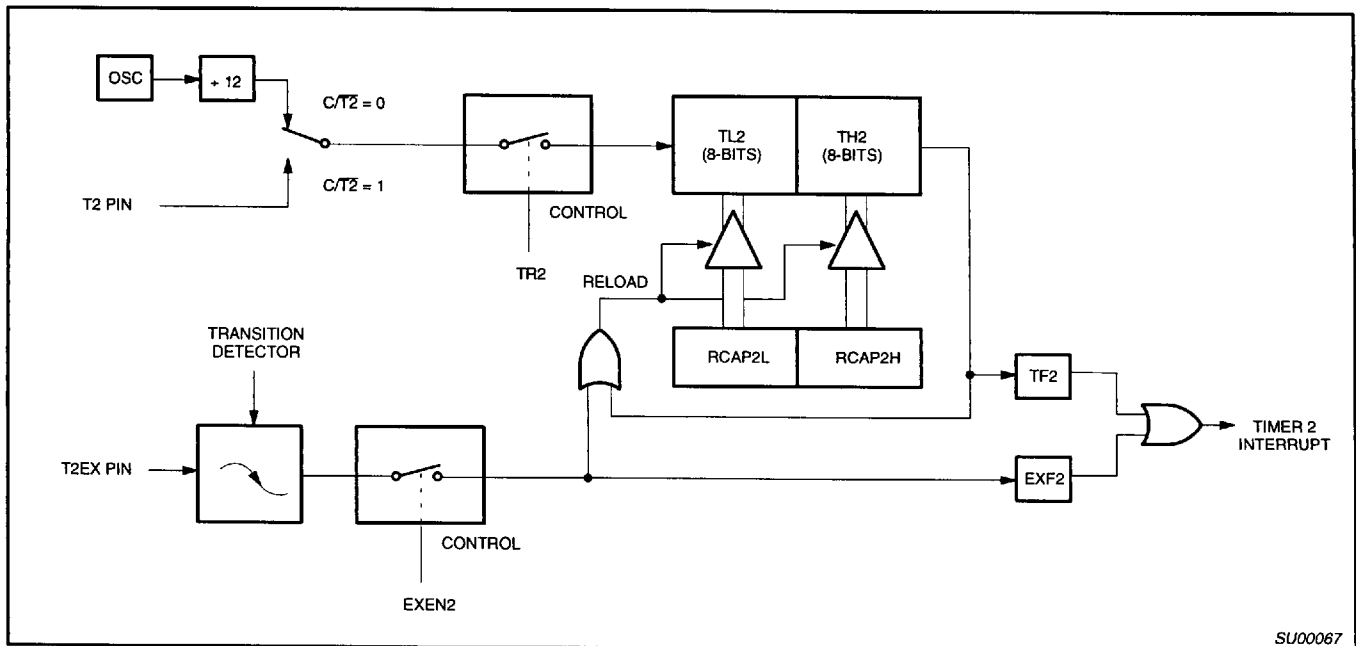 OSC
÷ 12
C/T2 = 0
C/T2 = 1
T2 PIN
CONTROL
TR2
TL2
(8-BITS)
TH2
(8-BITS)
RELOAD
RCAP2L
RCAP2H
TRANSITION
DETECTOR
T2EX PIN
CONTROL
EXEN2
TF2
EXF2
TIMER 2
INTERRUPT
SU00067